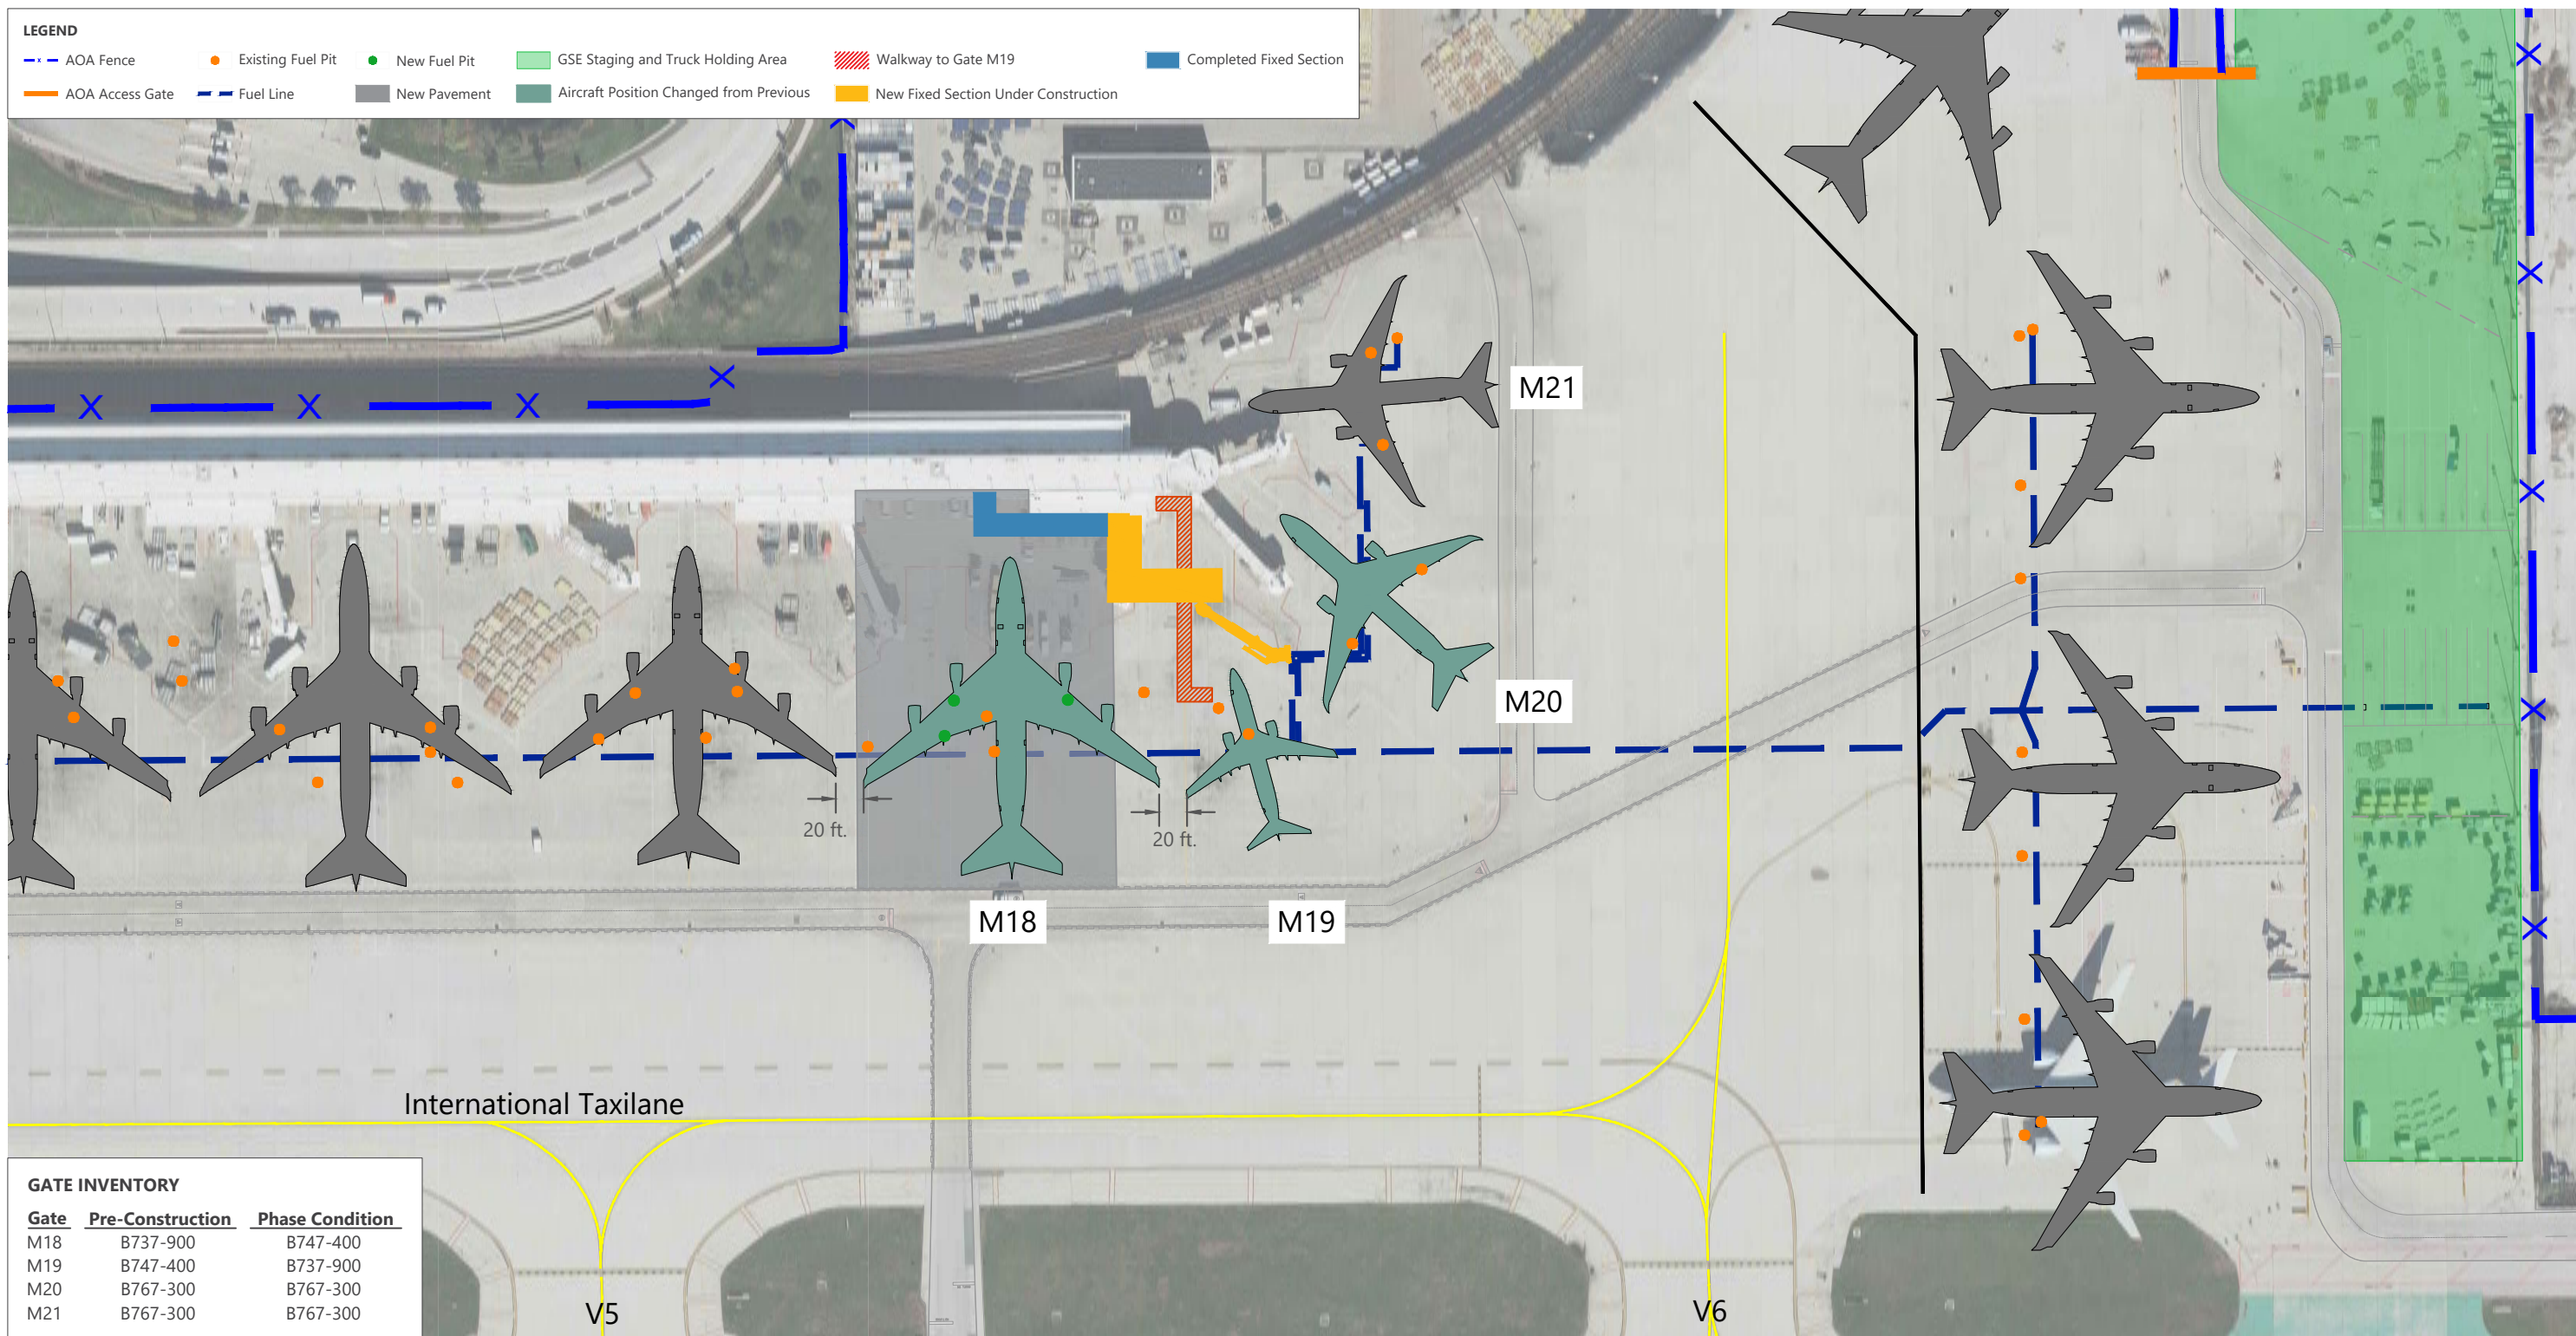 LEGEND
AOA Fence
Existing Fuel Pit
New Fuel Pit
GSE Staging and Truck Holding Area
Walkway to Gate M19
Completed Fixed Section
AOA Access Gate
Fuel Line
New Pavement
Aircraft Position Changed from Previous
New Fixed Section Under Construction
M21
M20
20 ft.
20 ft.
M18
M19
International Taxilane
V5
V6
GATE INVENTORY
Gate Pre-Construction Phase Condition
M18 B737-900 B747-400
M19 B747-400 B737-900
M20 B767-300 B767-300
M21 B767-300 B767-300